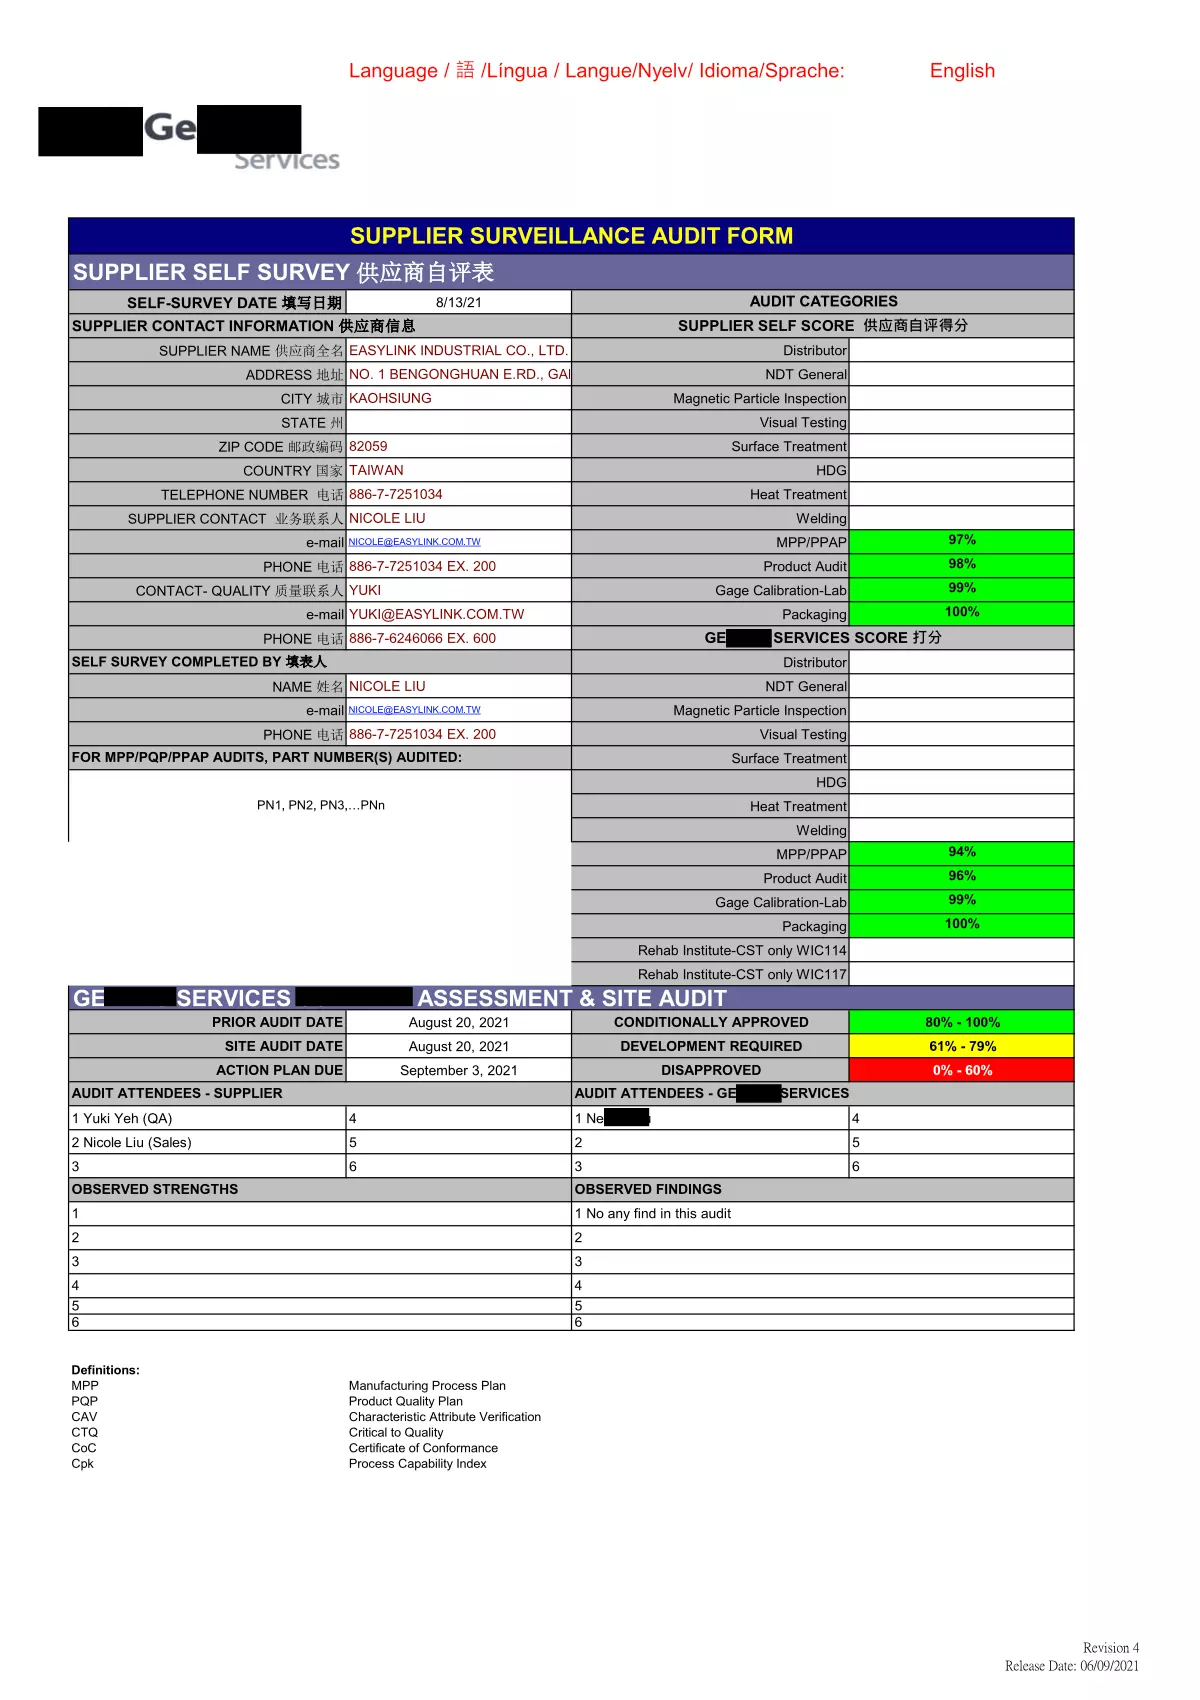 Language / 語 /Língua / Langue/Nyelv/ Idioma/Sprache: English
Ge
Services
SUPPLIER SURVEILLANCE AUDIT FORM
SUPPLIER SELF SURVEY 供应商自评表
SELF-SURVEY DATE 填写日期 8/13/21 AUDIT CATEGORIES
SUPPLIER CONTACT INFORMATION 供应商信息 SUPPLIER SELF SCORE 供应商自评得分
SUPPLIER NAME 供应商全名 EASYLINK INDUSTRIAL CO., LTD. Distributor
ADDRESS 地址 NO. 1 BENGONGHUAN E.RD., NDT General
CITY 城市 KAOHSIUNG Magnetic Particle Inspection
STATE 州 Visual Testing
ZIP CODE 邮政编码 82059 Surface Treatment
COUNTRY 国家 TAIWAN HDG
TELEPHONE NUMBER 电话 886-7-7251034 Heat Treatment
SUPPLIER CONTACT 业务联系人 NICOLE LIU Welding
e-mail NICOLE@EASYLINK.COM.TW MPP/PPAP 97%
PHONE 电话 886-7-7251034 EX. 200 Product Audit 98%
CONTACT- QUALITY 质量联系人 YUKI Gage Calibration-Lab 99%
e-mail YUKI@EASYLINK.COM.TW Packaging 100%
PHONE 电话 886-7-6246066 EX. 600 GE SERVICES SCORE 打分
SELF SURVEY COMPLETED BY 填表人 Distributor
NAME 姓名 NICOLE LIU NDT General
e-mail NICOLE@EASYLINK.COM.TW Magnetic Particle Inspection
PHONE 电话 886-7-7251034 EX. 200 Visual Testing
FOR MPP/PQP/PPAP AUDITS, PART NUMBER(S) AUDITED: Surface Treatment
HDG
PN1, PN2, PN3,…PNn Heat Treatment
Welding
MPP/PPAP 94%
Product Audit 96%
Gage Calibration-Lab 99%
Packaging 100%
Rehab Institute-CST only WIC114
Rehab Institute-CST only WIC117
GE SERVICES ASSESSMENT & SITE AUDIT
PRIOR AUDIT DATE August 20, 2021 CONDITIONALLY APPROVED 80% - 100%
SITE AUDIT DATE August 20, 2021 DEVELOPMENT REQUIRED 61% - 79%
ACTION PLAN DUE September 3, 2021 DISAPPROVED 0% - 60%
AUDIT ATTENDEES - SUPPLIER AUDIT ATTENDEES - GE SERVICES
1 Yuki Yeh (QA) 4 1 Ne 4
2 Nicole Liu (Sales) 5 2 5
3 6 3 6
OBSERVED STRENGTHS OBSERVED FINDINGS
1 1 No any find in this audit
2 2
3 3
4 4
5 5
6 6
Definitions:
MPP Manufacturing Process Plan
PQP Product Quality Plan
CAV Characteristic Attribute Verification
CTQ Critical to Quality
CoC Certificate of Conformance
Cpk Process Capability Index
Revision 4
Release Date: 06/09/2021